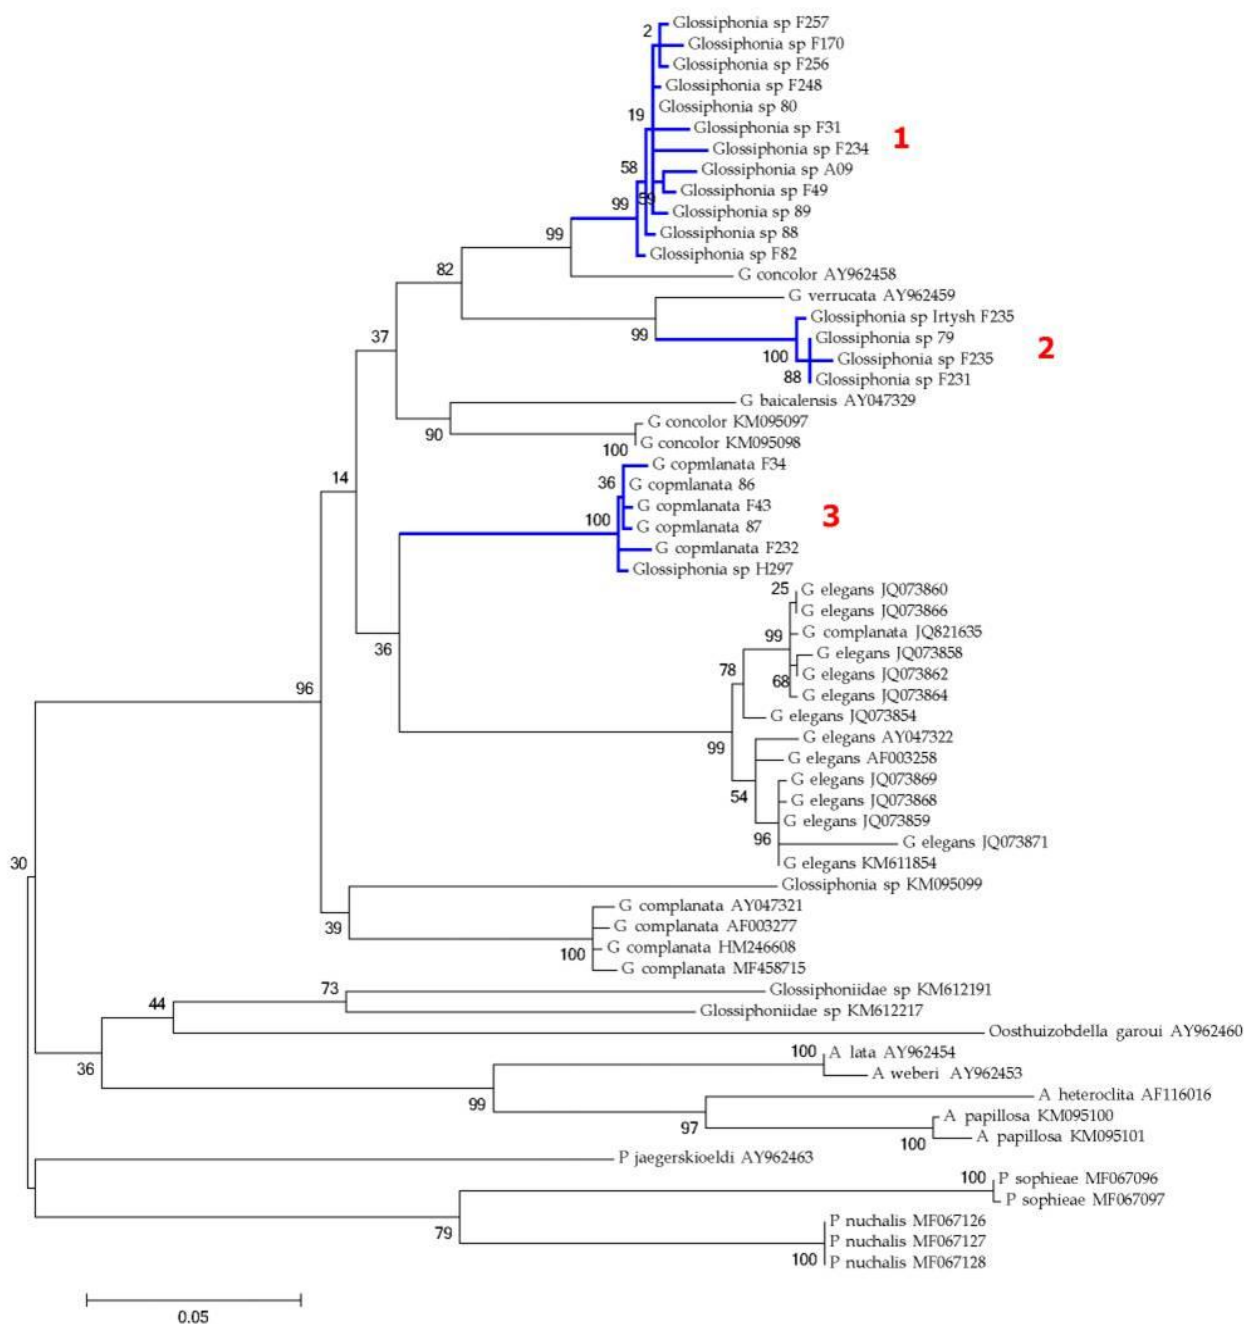 Glossiphonia sp F257
2
Glossiphonia sp F170
Glossiphonia sp F256
Glossiphonia sp F248
Glossiphonia sp 80
19
Glossiphonia sp F31
1
Glossiphonia sp F234
58
Glossiphonia sp A09
Glossiphonia sp F49
59
99
Glossiphonia sp 89
Glossiphonia sp 88
99
Glossiphonia sp F82
82
G concolor AY962458
G verrucata AY962459
Glossiphonia sp Irtysh F235
37
99
Glossiphonia sp 79
2
100
Glossiphonia sp F235
88
Glossiphonia sp F231
G baicalensis AY047329
G concolor KM095097
90
G concolor KM095098
100
G copmlanata F34
14
36
G copmlanata 86
G copmlanata F43
3
100
G copmlanata 87
G copmlanata F232
Glossiphonia sp H297
25
G elegans JQ073860
G elegans JQ073866
99
G complanata JQ821635
36
G elegans JQ073858
78
68
G elegans JQ073862
96
G elegans JQ073864
G elegans JQ073854
99
G elegans AY047322
G elegans AF003258
G elegans JQ073869
54
G elegans JQ073868
G elegans JQ073859
96
G elegans JQ073871
30
G elegans KM611854
Glossiphonia sp KM095099
G complanata AY047321
39
G complanata AF003277
G complanata HM246608
100
G complanata MF458715
73
Glossiphoniidae sp KM612191
44
Glossiphoniidae sp KM612217
Oosthuizobdella garoui AY962460
100
A lata AY962454
36
A weberi AY962453
99
A heteroclita AF116016
97
A papillosa KM095100
100
A papillosa KM095101
P jaegerskioeldi AY962463
100
P sophieae MF067096
P sophieae MF067097
79
P nuchalis MF067126
P nuchalis MF067127
100
P nuchalis MF067128
0.05